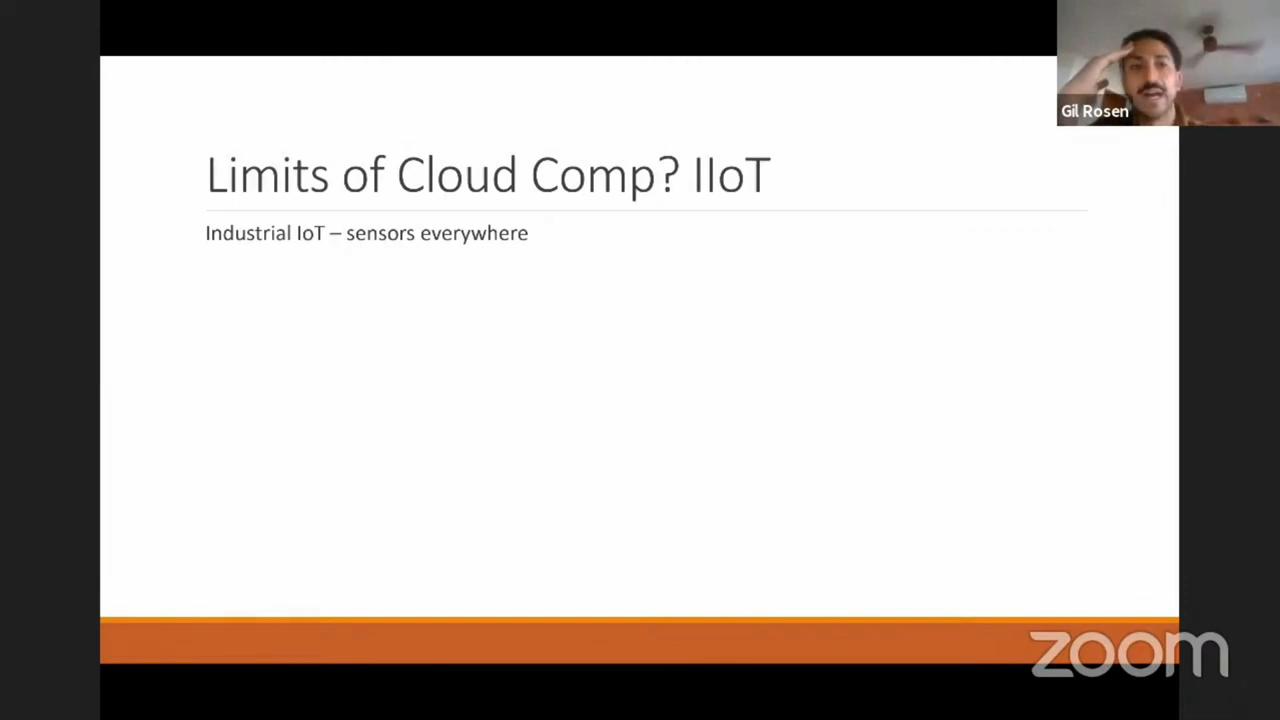 Gil Rosen
Limits of Cloud Comp? IIoT
Industrial IoT – sensors everywhere
zoom